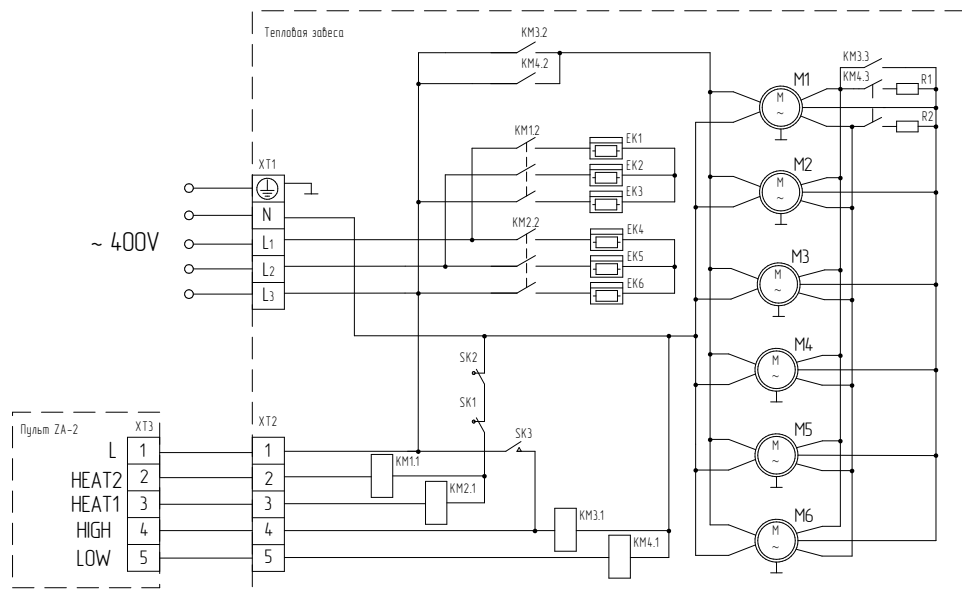 Тепловая завеса
KM3.2
KM4.2
KM3.3
KM4.3
R1
R2
M1
M
~
KM1.2
EK1
EK2
EK3
XT1
N
~ 400V
L1
L2
L3
KM2.2
EK4
EK5
EK6
M2
M
~
M3
M
~
SK2
SK1
SK3
M4
M
~
M5
M
~
M6
M
~
Пульт ZA-2
XT3
XT2
L
1
1
HEAT2
2
2
KM1.1
HEAT1
3
3
KM2.1
HIGH
4
4
KM3.1
LOW
5
5
KM4.1